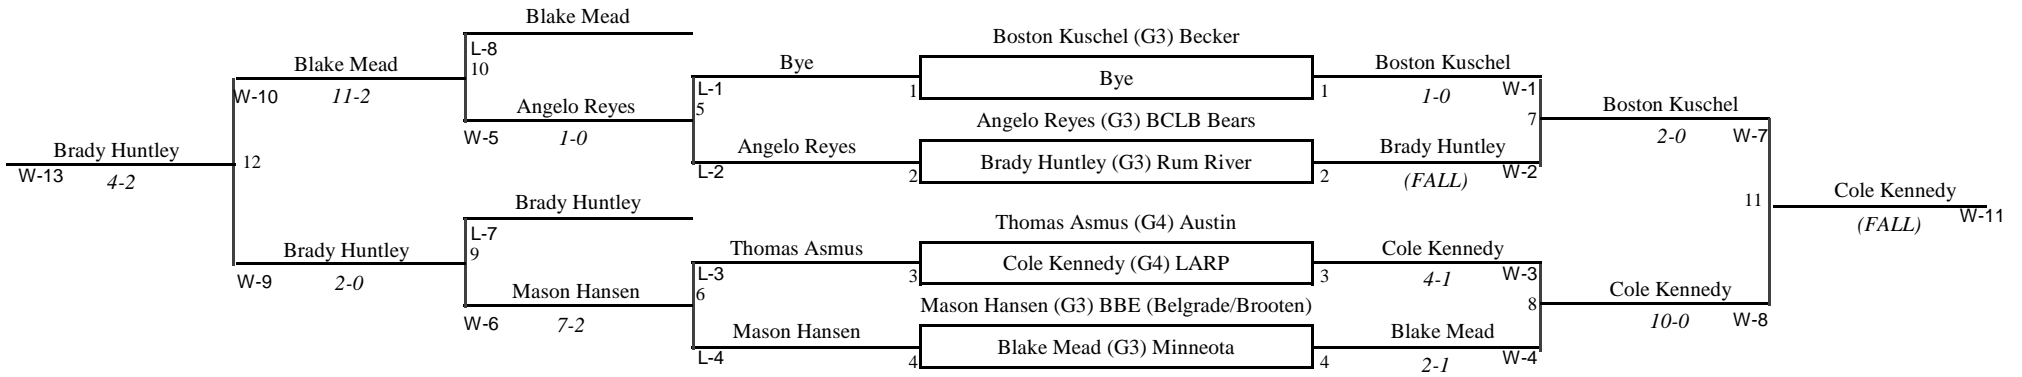 Blake Mead
L-8
10
Blake Mead
W-10
11-2
Angelo Reyes
W-5
1-0
Bye
L-1
5
1
Boston Kuschel (G3) Becker
Bye
1
Boston Kuschel
1-0
W-1
7
Boston Kuschel
2-0
W-7
Angelo Reyes
L-2
2
Angelo Reyes (G3) BCLB Bears
Brady Huntley (G3) Rum River
2
Brady Huntley
(FALL)
W-2
Brady Huntley
W-13
4-2
12
Brady Huntley
L-7
9
Brady Huntley
W-9
2-0
Mason Hansen
W-6
7-2
Thomas Asmus
L-3
6
3
Thomas Asmus (G4) Austin
Cole Kennedy (G4) LARP
3
Cole Kennedy
4-1
W-3
8
Cole Kennedy
10-0
W-8
11
Cole Kennedy
(FALL)
W-11
Mason Hansen
L-4
4
Mason Hansen (G3) BBE (Belgrade/Brooten)
Blake Mead (G3) Minneota
4
Blake Mead
2-1
W-4